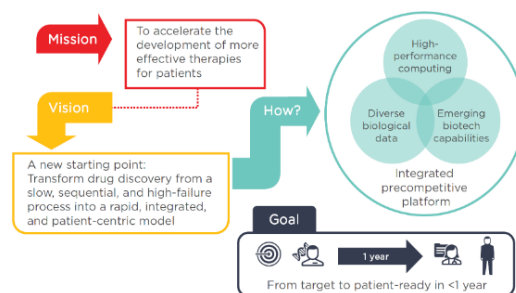 Mission
To accelerate the
development of more
effective therapies
for patients
Vision
A new starting point:
Transform drug discovery from a
slow, sequential, and high-failure
process into a rapid, integrated,
and patient-centric model
How?
High-
performance
computing
Diverse
biological
data
Emerging
biotech
capabilities
Integrated
precompetitive
platform
Goal
1 year
From target to patient-ready in <1 year